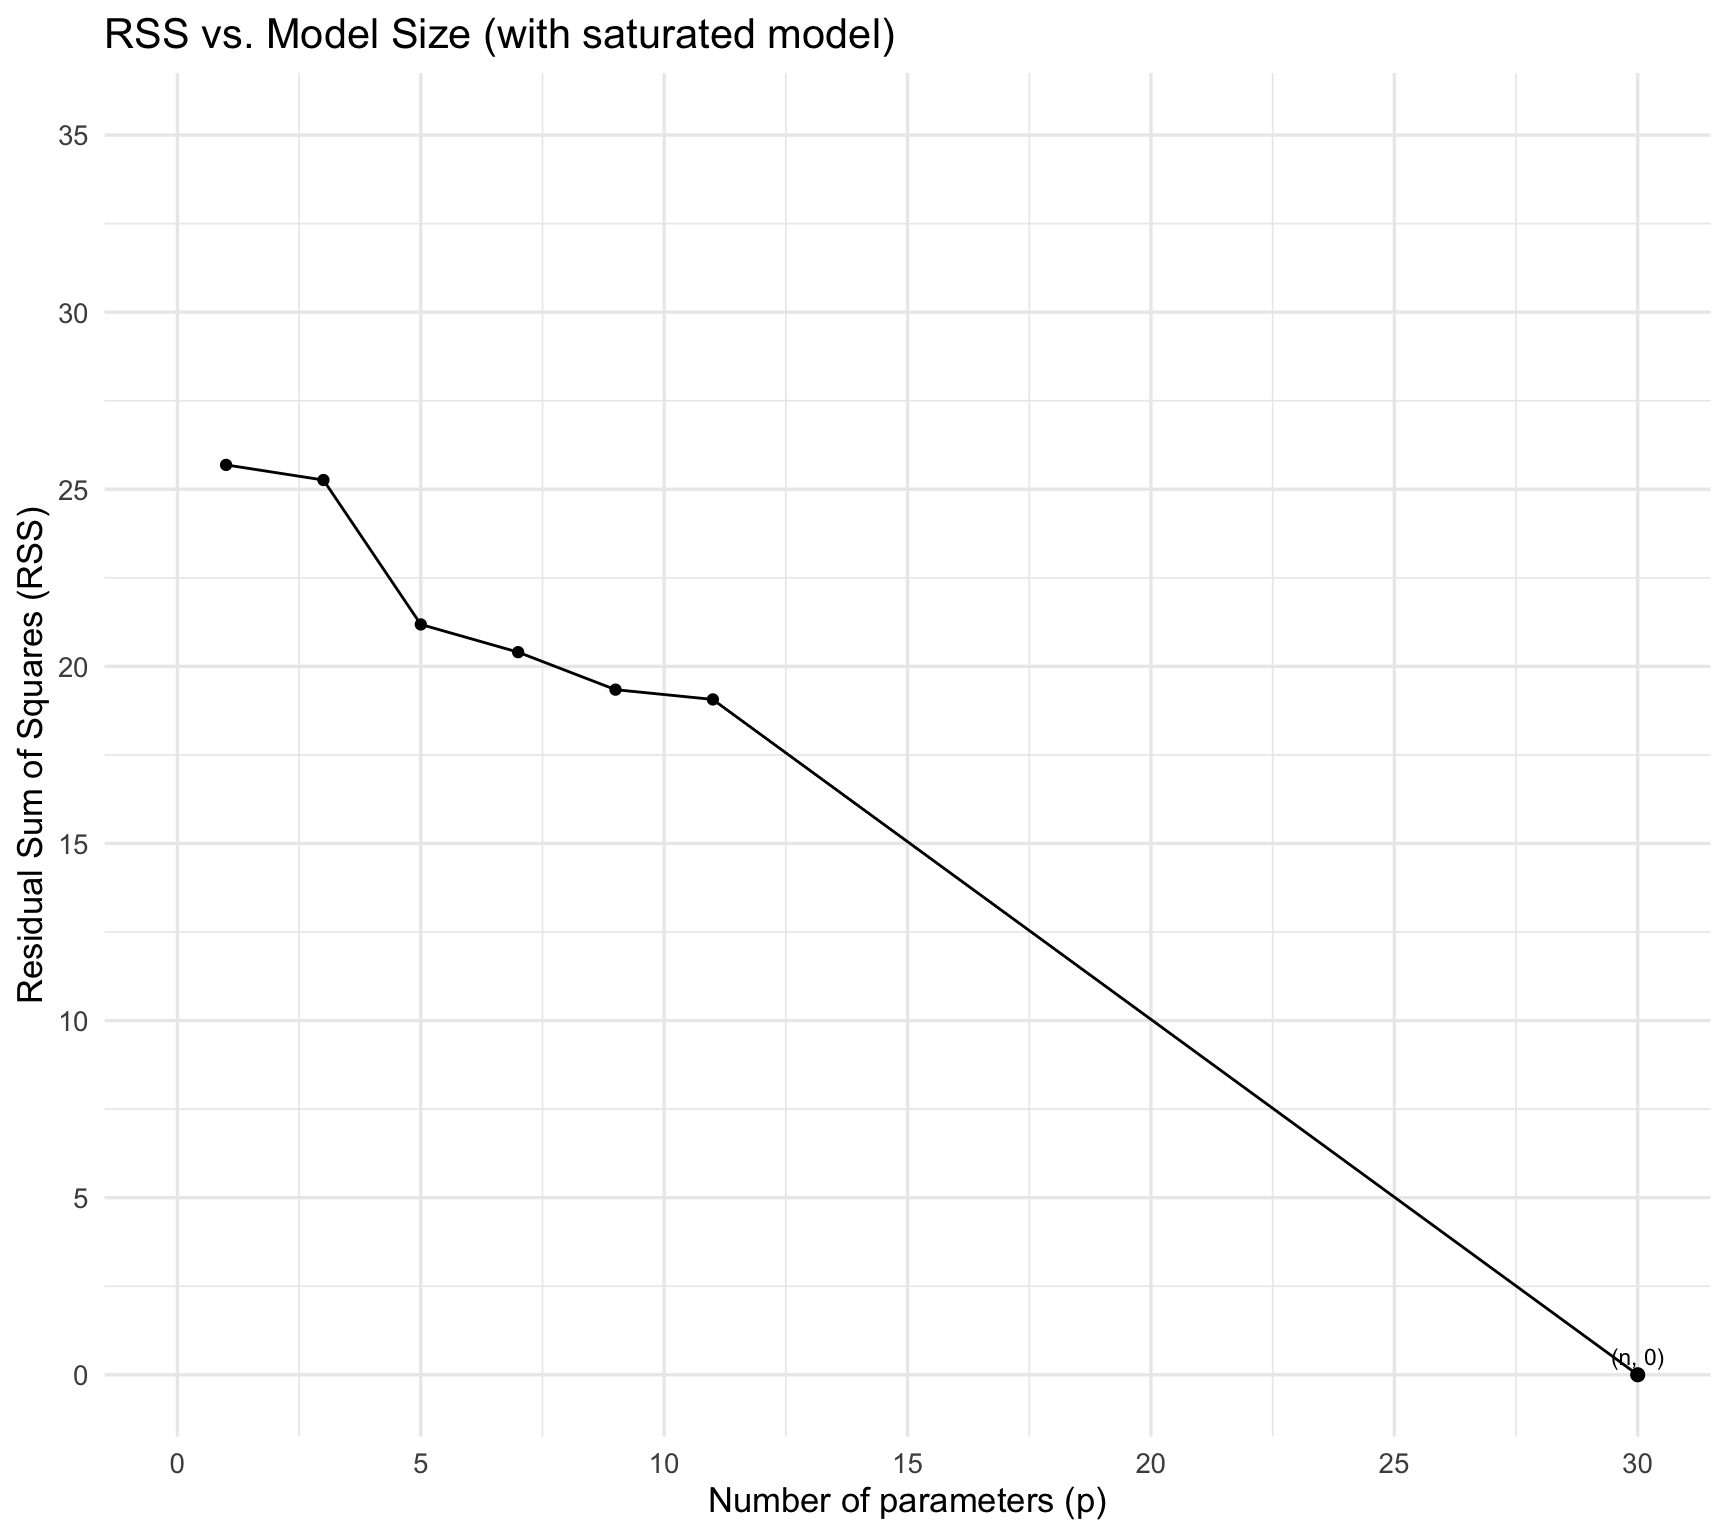 RSS vs. Model Size (with saturated model)
35
30
25
20
15
10
5
0
Residual Sum of Squares (RSS)
(n, 0)
0 5 10 15 20 25 30
Number of parameters (p)